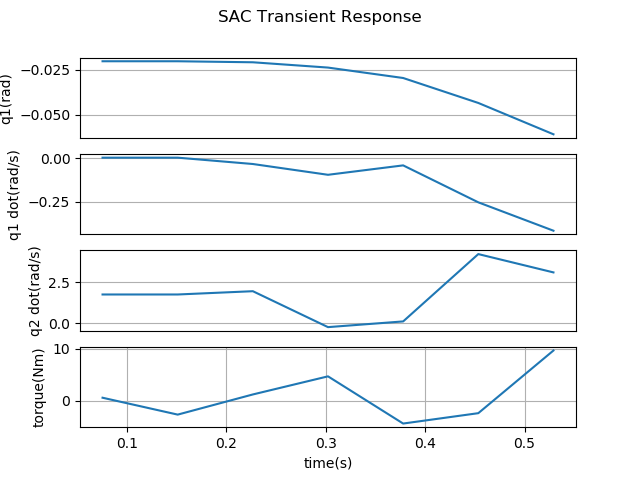 SAC Transient Response
q1(rad)
−0.025
−0.050
q1 dot(rad/s)
0.00
−0.25
q2 dot(rad/s)
2.5
0.0
torque(Nm)
10
0
0.1 0.2 0.3 0.4 0.5
time(s)